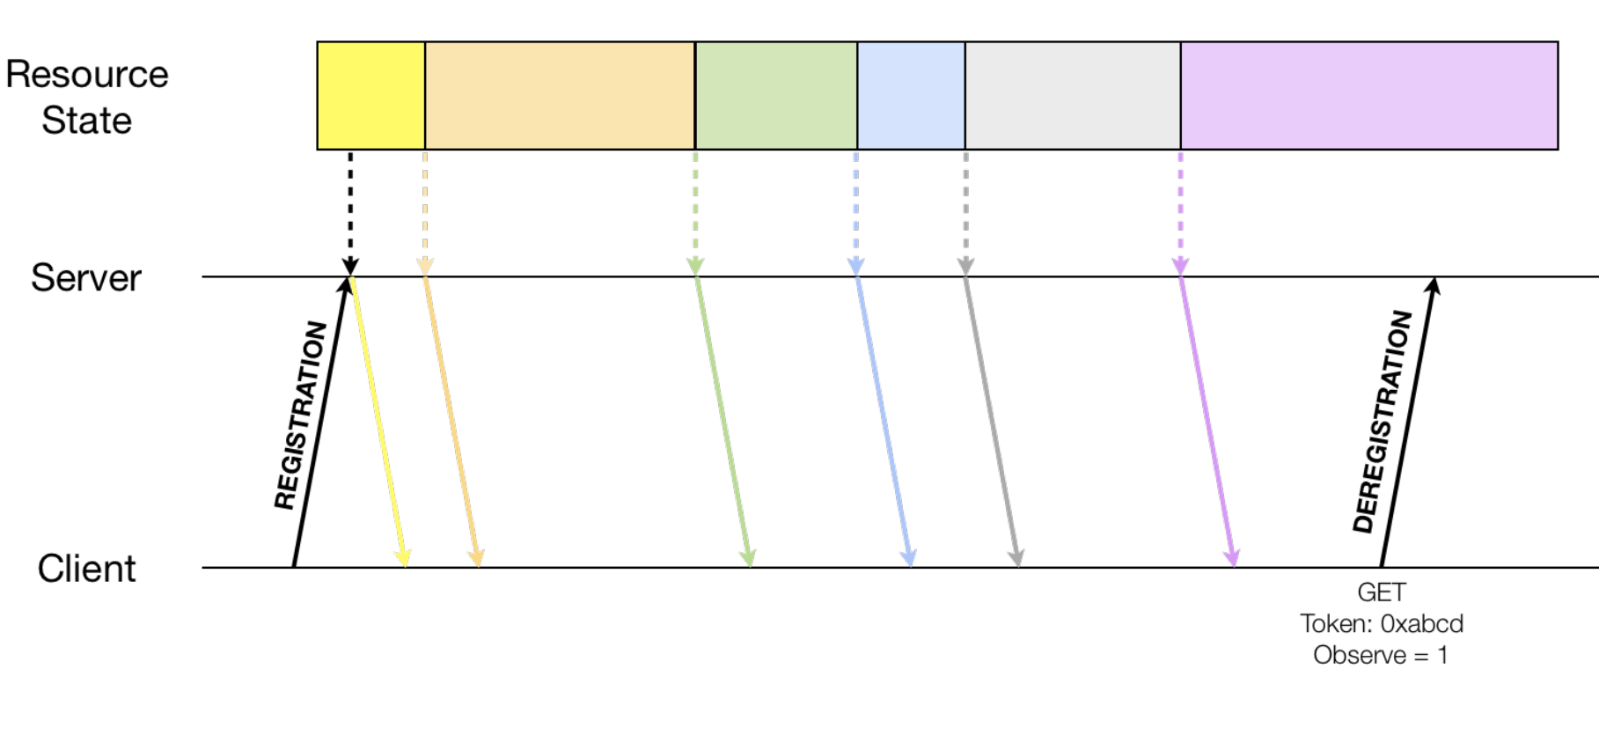 Resource
State
Server
REGISTRATION
DEREGISTRATION
Client
GET
Token: 0xabcd
Observe = 1